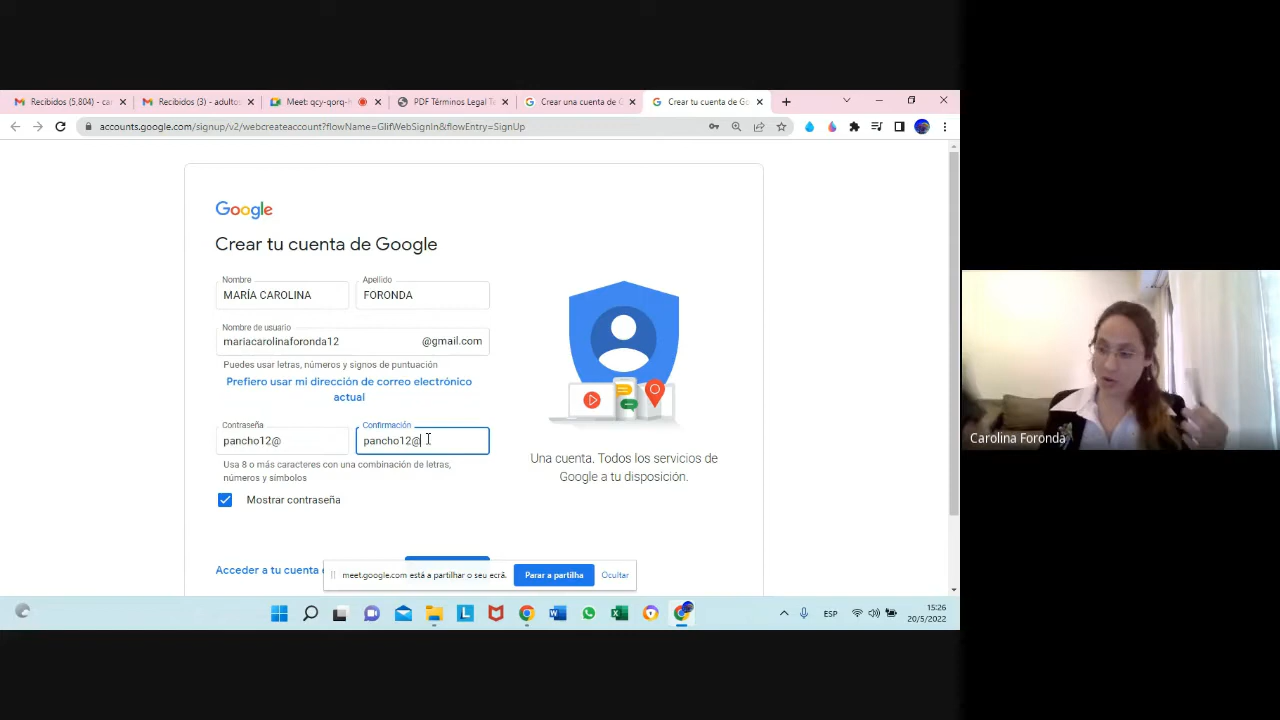 Recibidos (5.804) - ca
Recibidos (3) - adulto
Meet: qcy-qorq-h
PDF Términos Legal T
Crear una cuenta de G
Crear tu cuenta de Go
accounts.google.com/signup/v2/webcreateaccount?flowName=GlifWebSignIn&flowEntry=SignUp
Google
Crear tu cuenta de Google
Nombre
Apellido
MARÍA CAROLINA
FORONDA
Nombre de usuario
mariacarolinaforonda12
@gmail.com
Puedes usar letras, números y signos de puntuación
Prefiero usar mi dirección de correo electrónico
actual
Contraseña
Confirmación
pancho12@
pancho12@
Usa 8 o más caracteres con una combinación de letras,
números y símbolos
Mostrar contraseña
Una cuenta. Todos los servicios de
Google a tu disposición.
Acceder a tu cuenta
meet.google.com está a partilhar o seu ecrã.
Parar a partilha
Ocultar
ESP
15:26
20/5/2022
Carolina Foronda